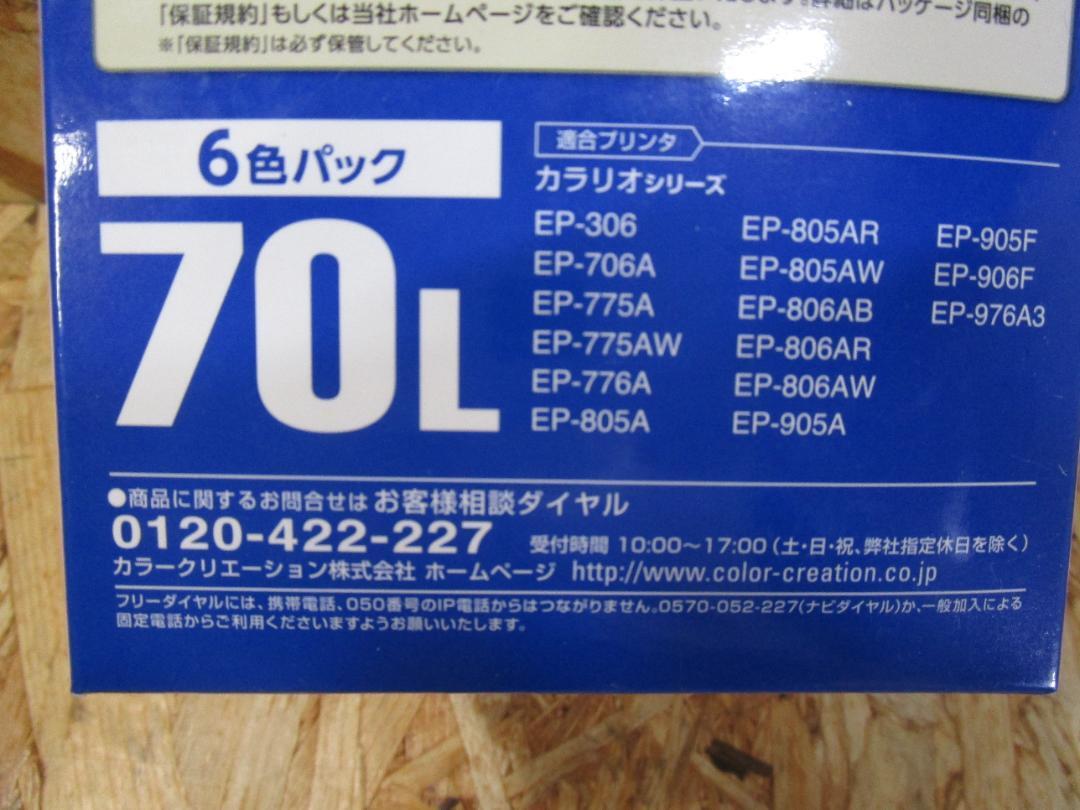 詳細はパッケージ同梱の
「保証規約」もしくは当社ホームページをご確認ください。
※「保証規約」は必ず保管してください。
6色パック
70L
適合プリンタ
カラリオシリーズ
EP-306
EP-706A
EP-775A
EP-775AW
EP-776A
EP-805A
EP-805AR
EP-805AW
EP-806AB
EP-806AR
EP-806AW
EP-905A
EP-905F
EP-906F
EP-976A3
●商品に関するお問合せは お客様相談ダイヤル
0120-422-227 受付時間 10:00～17:00（土・日・祝、弊社指定休日を除く）
カラークリエーション株式会社 ホームページ http://www.color-creation.co.jp
フリーダイヤルには、携帯電話、050番号のIP電話からはつながりません。0570-052-227(ナビダイヤル)か、一般加入による
固定電話からご利用くださいますようお願いいたします。